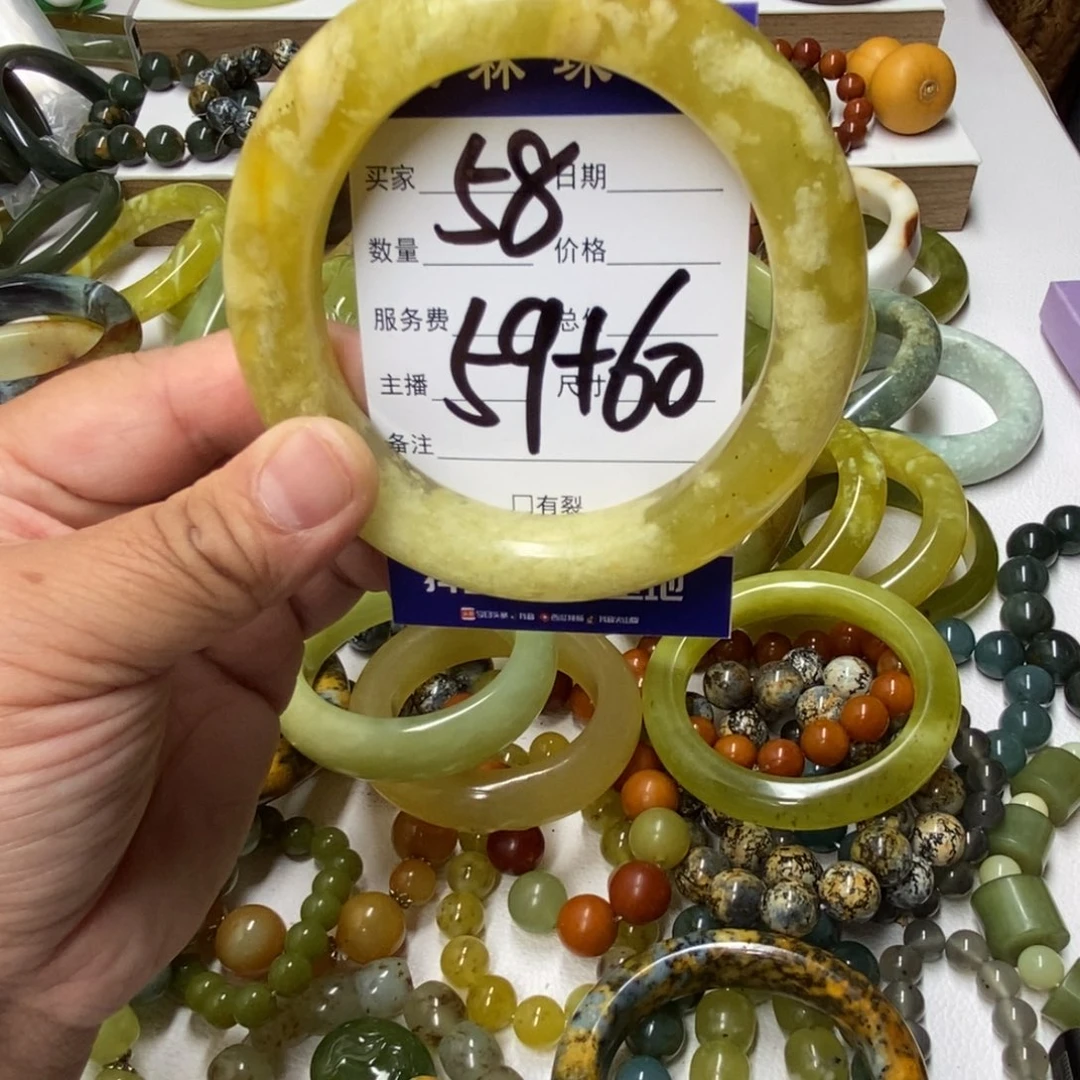 林 珠
买家 58 日期
数量 价格
服务费 59+60
主播 尺寸
备注
□有裂